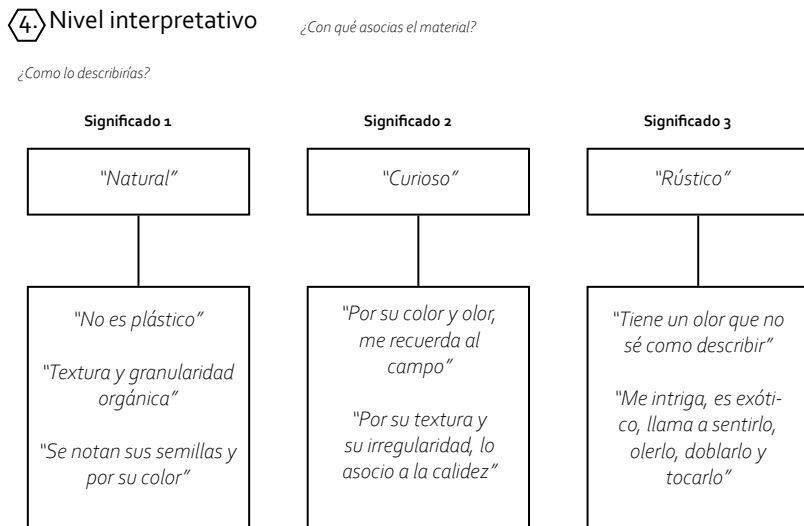 4. Nivel interpretativo
¿Con qué asocias el material?
¿Como lo describirías?
Significado 1
Significado 2
Significado 3
"Natural"
"Curioso"
"Rústico"
"No es plástico"
"Textura y granularidad
orgánica"
"Se notan sus semillas y
por su color"
"Por su color y olor,
me recuerda al
campo"
"Por su textura y
su irregularidad, lo
asocio a la calidez"
"Tiene un olor que no
sé como describir"
"Me intriga, es exóti-
co, llama a sentirlo,
olerlo, doblarlo y
tocarlo"